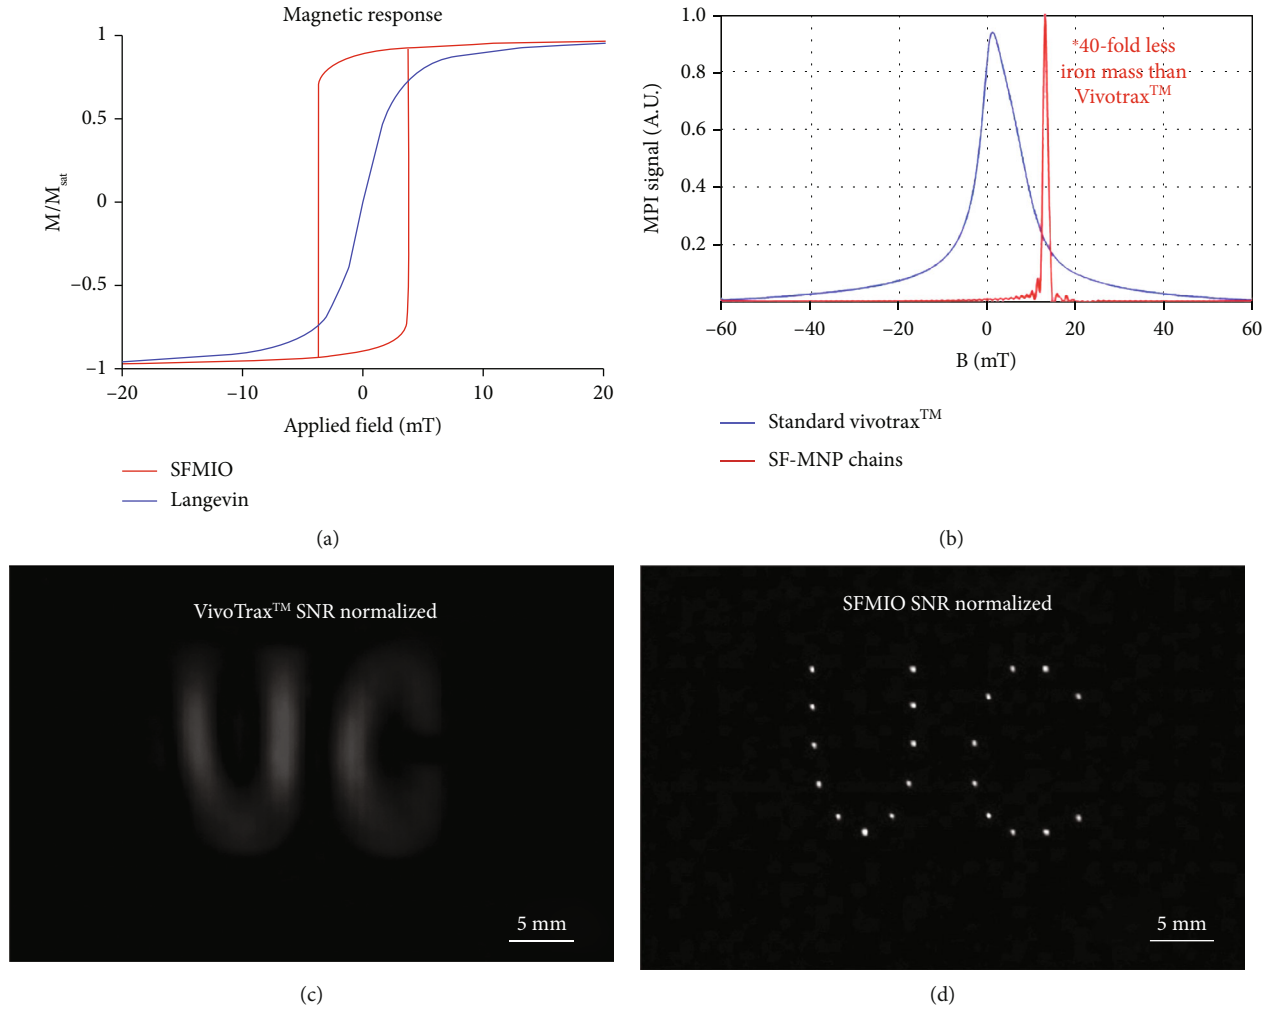 Magnetic response
1
0.5
0
−0.5
−1
M/Msat
−20
−10
0
10
20
Applied field (mT)
SFMIO
Langevin
(a)
1.0
0.8
0.6
0.4
0.2
MPI signal (A.U.)
*40-fold less
iron mass than
Vivotrax™
−60
−40
−20
0
20
40
60
B (mT)
Standard vivotrax™
SF-MNP chains
(b)
VivoTrax™ SNR normalized
UC
5 mm
(c)
SFMIO SNR normalized
UC
5 mm
(d)